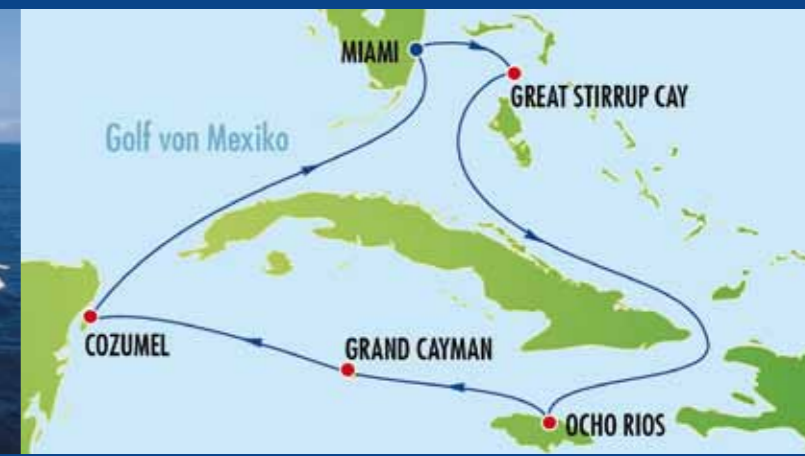 MIAMI
GREAT STIRRUP CAY
Golf von Mexiko
COZUMEL
GRAND CAYMAN
OCHO RIOS